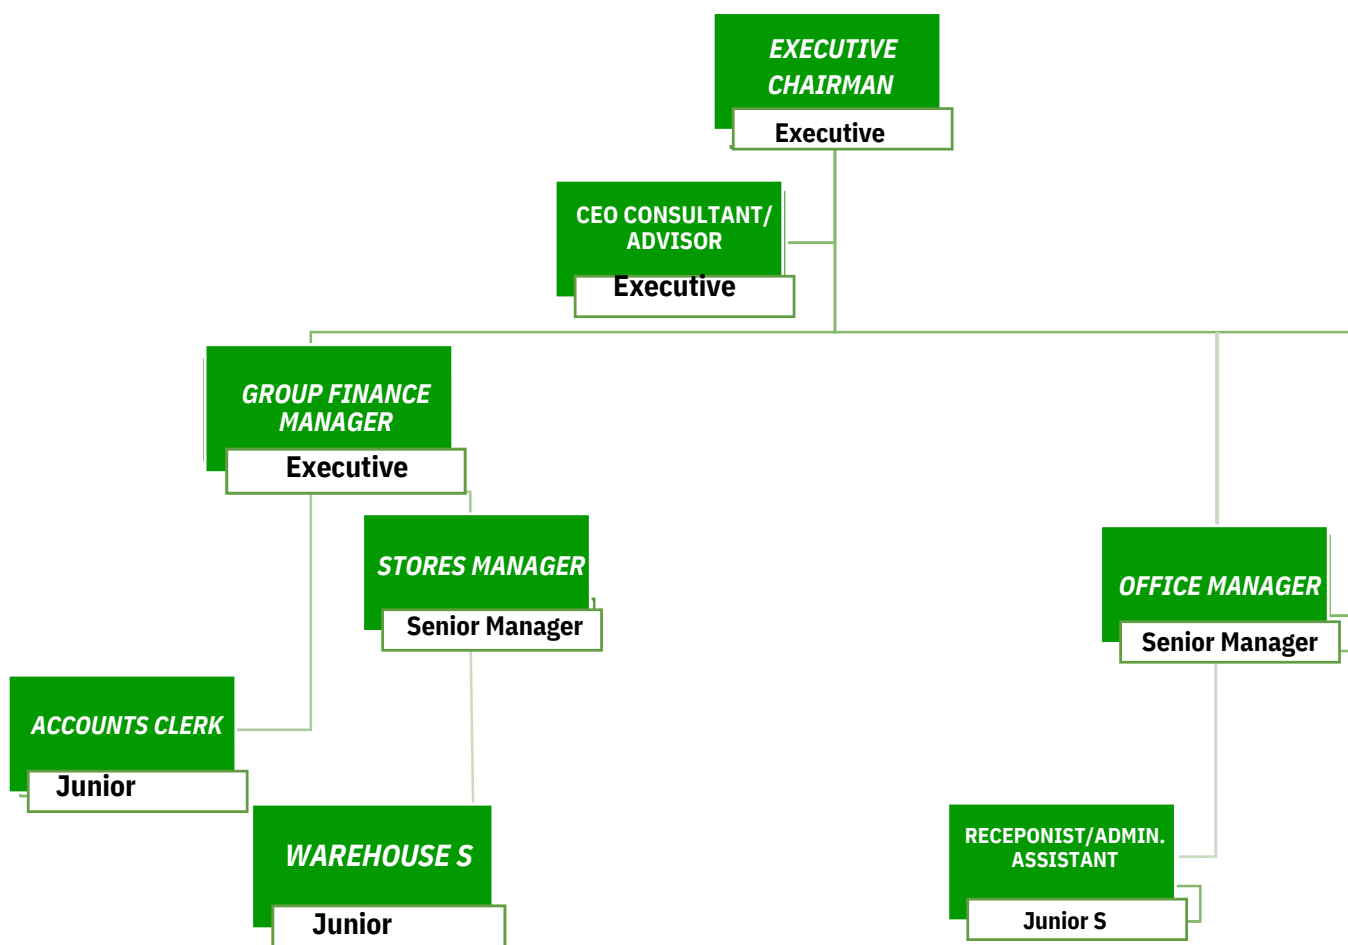 EXECUTIVE
CHAIRMAN
Executive
CEO CONSULTANT/
ADVISOR
Executive
GROUP FINANCE
MANAGER
Executive
STORES MANAGER
Senior Manager
OFFICE MANAGER
Senior Manager
ACCOUNTS CLERK
Junior
WAREHOUSE S
Junior
RECEPONIST/ADMIN.
ASSISTANT
Junior S